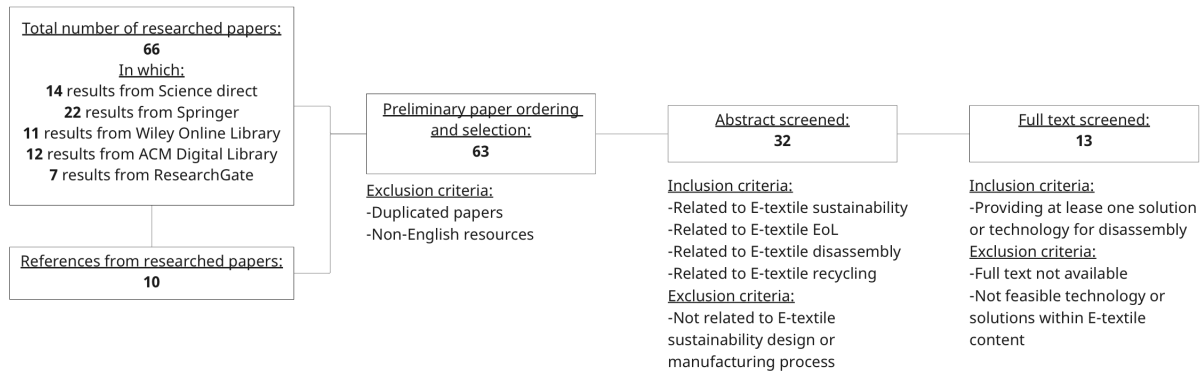 Total number of researched papers:
66
In which:
14 results from Science direct
22 results from Springer
11 results from Wiley Online Library
12 results from ACM Digital Library
7 results from ResearchGate
References from researched papers:
10
Preliminary paper ordering
and selection:
63
Exclusion criteria:
-Duplicated papers
-Non-English resources
Abstract screened:
32
Inclusion criteria:
-Related to E-textile sustainability
-Related to E-textile EoL
-Related to E-textile disassembly
-Related to E-textile recycling
Exclusion criteria:
-Not related to E-textile
sustainability design or
manufacturing process
Full text screened:
13
Inclusion criteria:
-Providing at lease one solution
or technology for disassembly
Exclusion criteria:
-Full text not available
-Not feasible technology or
solutions within E-textile
content